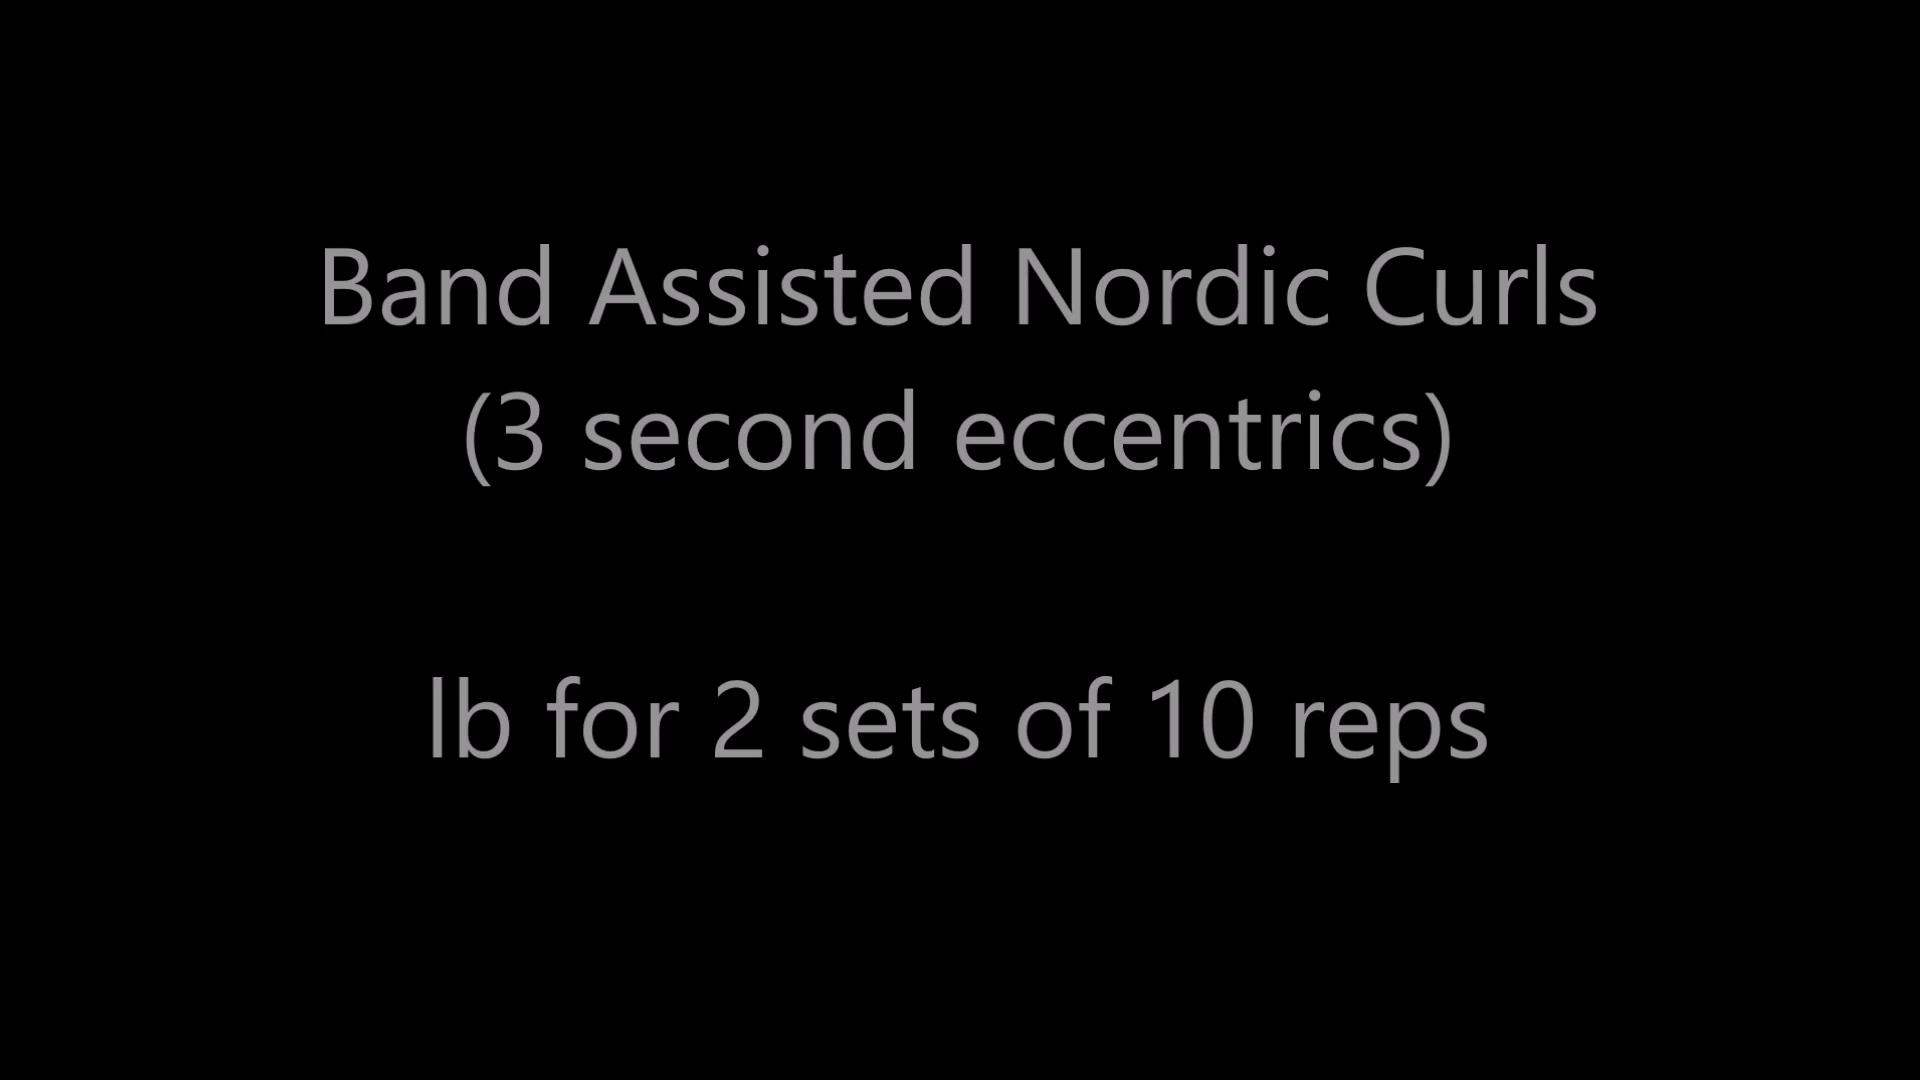 Band Assisted Nordic Curls
(3 second eccentrics)
lb for 2 sets of 10 reps